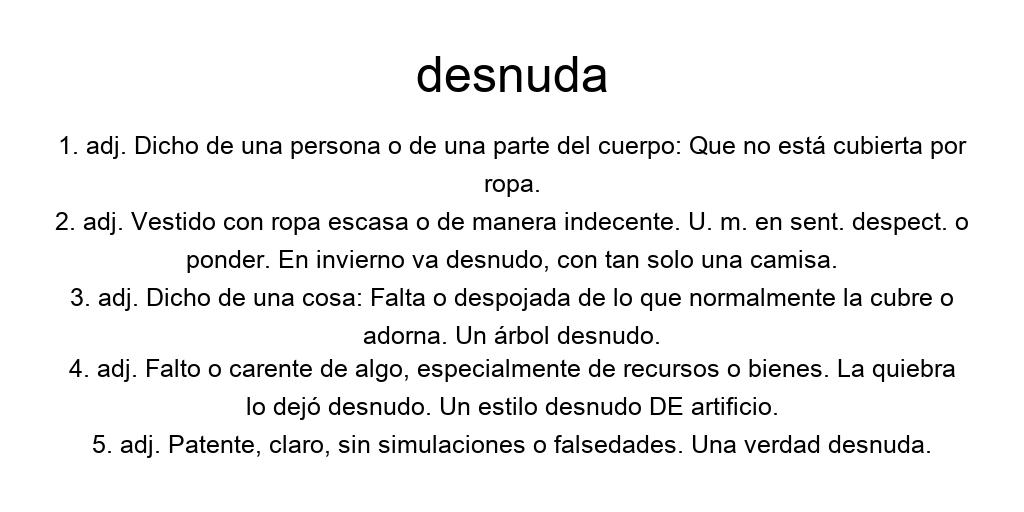 desnuda
1. adj. Dicho de una persona o de una parte del cuerpo: Que no está cubierta por
ropa.
2. adj. Vestido con ropa escasa o de manera indecente. U. m. en sent. despect. o
ponder. En invierno va desnudo, con tan solo una camisa.
3. adj. Dicho de una cosa: Falta o despojada de lo que normalmente la cubre o
adorna. Un árbol desnudo.
4. adj. Falto o carente de algo, especialmente de recursos o bienes. La quiebra
lo dejó desnudo. Un estilo desnudo DE artificio.
5. adj. Patente, claro, sin simulaciones o falsedades. Una verdad desnuda.